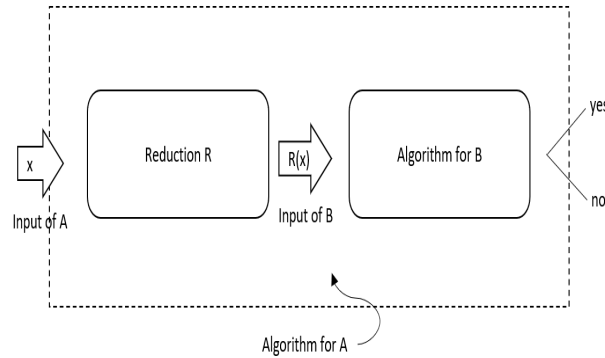 yes
Reduction R
Algorithm for B
x
R(x)
no
Input of A
Input of B
Algorithm for A